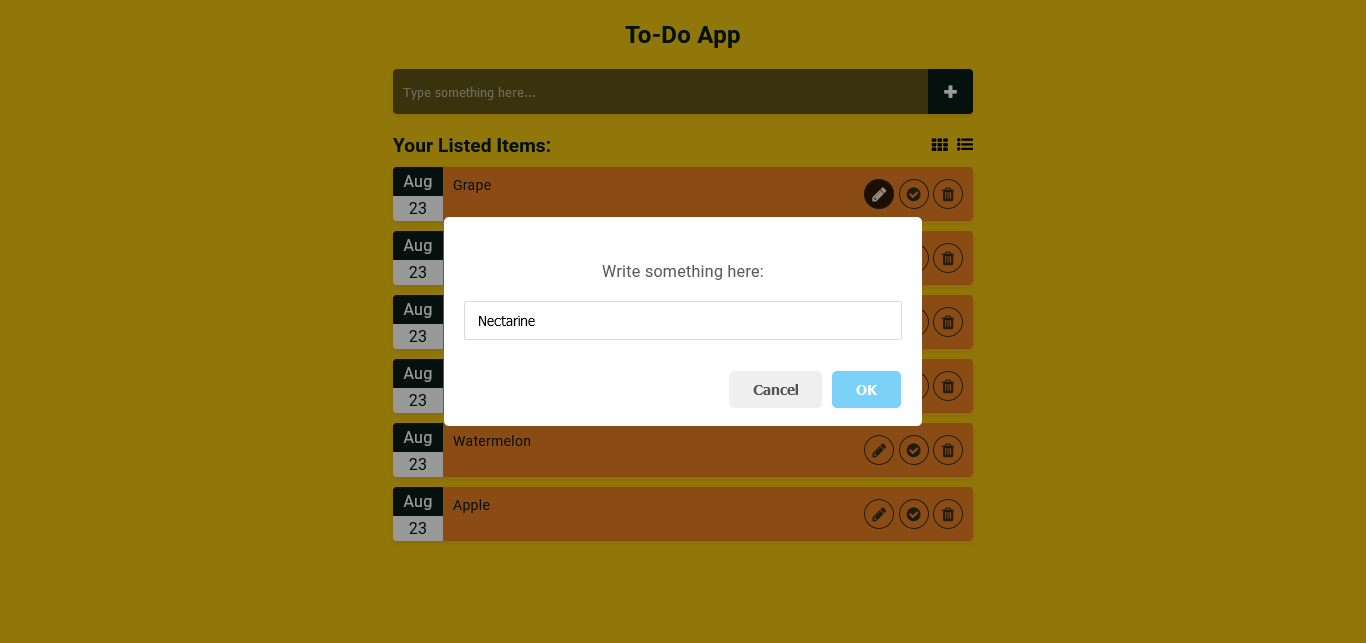 To-Do App
Type something here...
Your Listed Items:
Aug
23
Grape
Aug
23
Aug
23
Aug
23
Write something here:
Nectarine
Cancel
OK
Aug
23
Watermelon
Aug
23
Apple